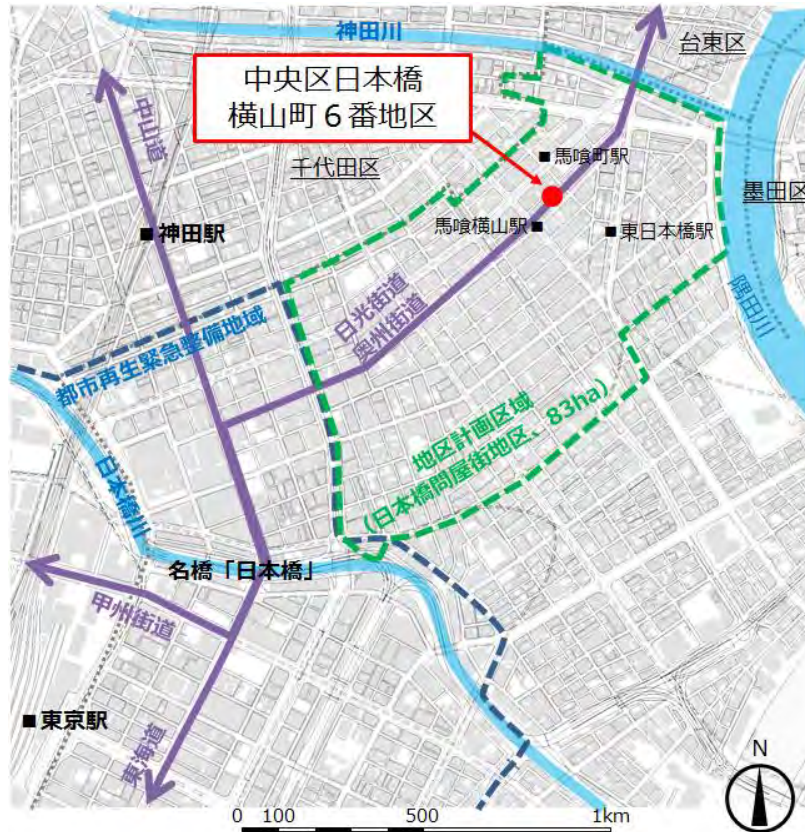 神田川
台東区
中央区日本橋
横山町6番地区
中山道
千代田区
■馬喰町駅
墨田区
■神田駅
馬喰横山駅■
■東日本橋駅
日光街道
奥州街道
隅田川
都市再生緊急整備地域
地区計画区域
(日本橋問屋街地区、83ha)
日本橋川
名橋「日本橋」
甲州街道
■東京駅
東海道
N
0 100 500 1km